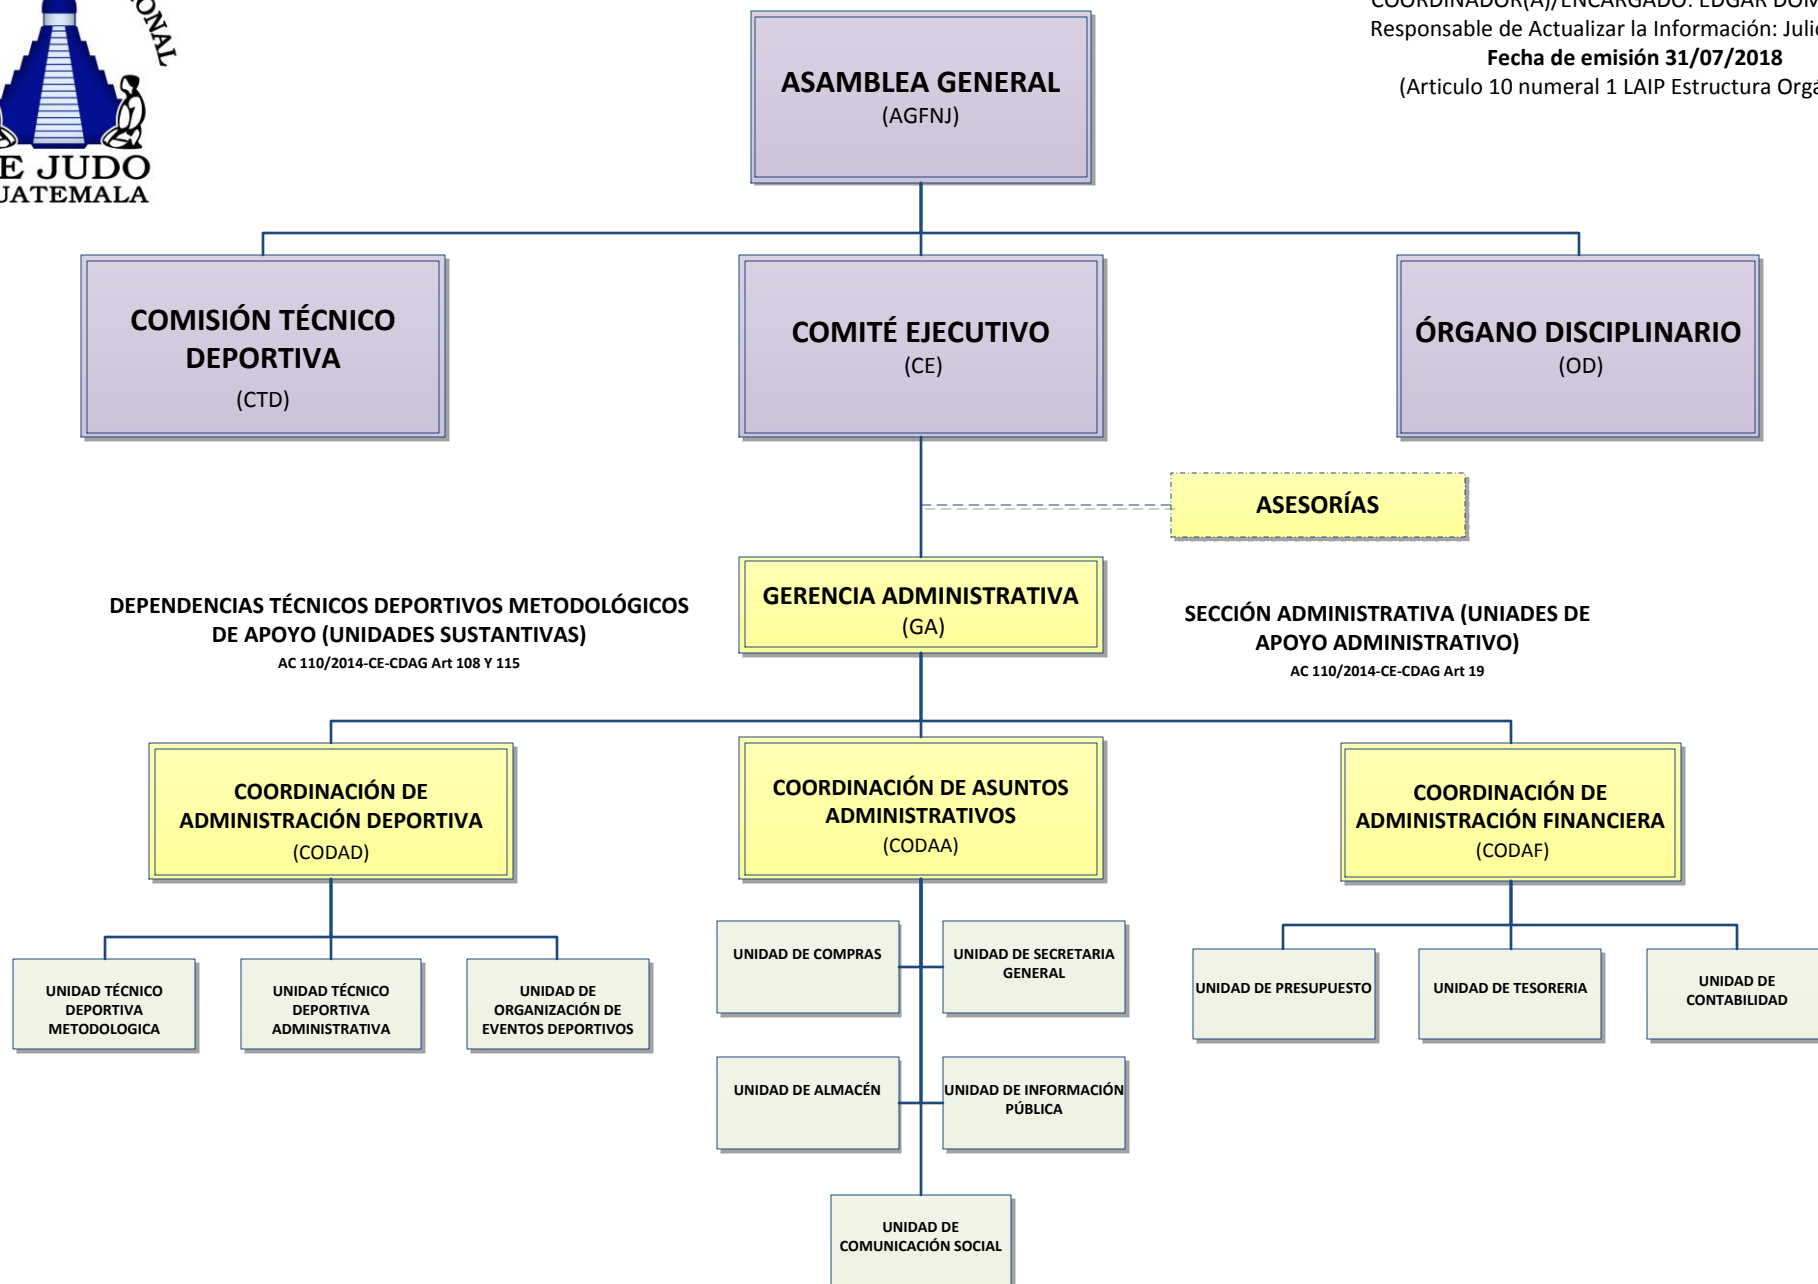 JUDO
COORDINADOR(A)/ENCARGADO: EDGAR
Responsable de Actualizar la Información:
Fecha de emisión 31/07/2018
(Articulo 10 numeral 1 LAIP Estructura
ASAMBLEA GENERAL
(AGFNJ)
COMISIÓN TÉCNICO
DEPORTIVA
(CTD)
COMITÉ EJECUTIVO
(CE)
ÓRGANO DISCIPLINARIO
(OD)
ASESORÍAS
GERENCIA ADMINISTRATIVA
(GA)
DEPENDENCIAS TÉCNICOS DEPORTIVOS METODOLÓGICOS
DE APOYO (UNIDADES SUSTANTIVAS)
AC 110/2014-CE-CDAG Art 108 Y 115
SECCIÓN ADMINISTRATIVA (UNIADES DE
APOYO ADMINISTRATIVO)
AC 110/2014-CE-CDAG Art 19
COORDINACIÓN DE
ADMINISTRACIÓN DEPORTIVA
(CODAD)
COORDINACIÓN DE ASUNTOS
ADMINISTRATIVOS
(CODAA)
COORDINACIÓN DE
ADMINISTRACIÓN FINANCIERA
(CODAF)
UNIDAD TÉCNICO
DEPORTIVA
METODOLOGICA
UNIDAD TÉCNICO
DEPORTIVA
ADMINISTRATIVA
UNIDAD DE
ORGANIZACIÓN DE
EVENTOS DEPORTIVOS
UNIDAD DE COMPRAS
UNIDAD DE SECRETARIA
GENERAL
UNIDAD DE ALMACÉN
UNIDAD DE INFORMACIÓN
PÚBLICA
UNIDAD DE
COMUNICACIÓN SOCIAL
UNIDAD DE PRESUPUESTO
UNIDAD DE TESORERIA
UNIDAD DE
CONTABILIDAD